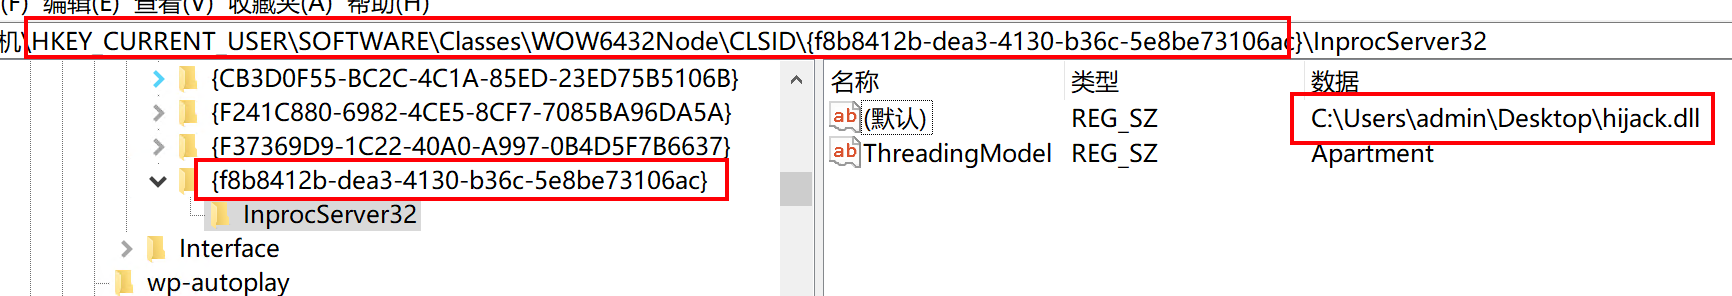 (F) 编辑(E) 查看(V) 收藏夹(A) 帮助(H)
机\HKEY_CURRENT_USER\SOFTWARE\Classes\WOW6432Node\CLSID\{f8b8412b-dea3-4130-b36c-5e8be73106ac}\InprocServer32
{CB3D0F55-BC2C-4C1A-85ED-23ED75B5106B}
{F241C880-6982-4CE5-8CF7-7085BA96DA5A}
{F37369D9-1C22-40A0-A997-0B4D5F7B6637}
{f8b8412b-dea3-4130-b36c-5e8be73106ac}
InprocServer32
Interface
wp-autoplay
名称 类型 数据
ab (默认) REG_SZ C:\Users\admin\Desktop\hijack.dll
ab ThreadingModel REG_SZ Apartment